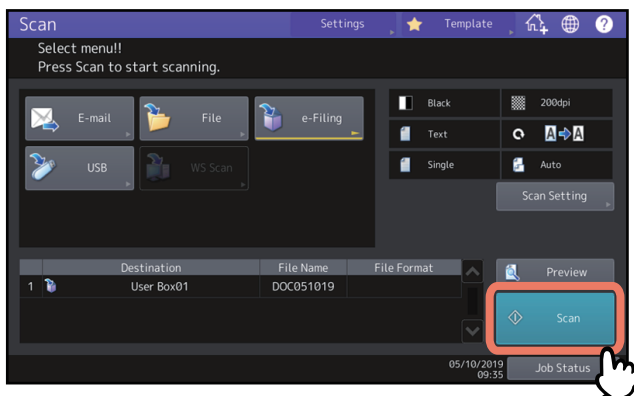 Scan Settings Template ?
Select menu!!
Press Scan to start scanning.
E-mail File e-Filing
USB WS Scan
Black 200dpi
Text A A
Single Auto
Scan Setting
Destination File Name File Format
1 User Box01 DOC051019
Preview
Scan
05/10/2019
09:35
Job Status